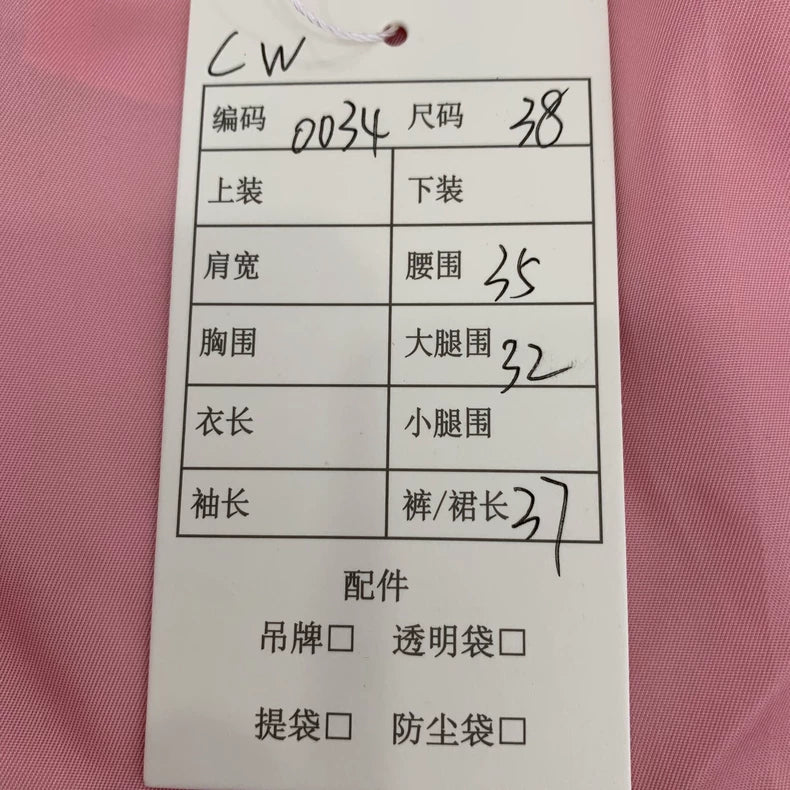 CW
编码 0034 尺码 38
上装 下装
肩宽 腰围 35
胸围 大腿围 32
衣长 小腿围
袖长 裤/裙长 37
配件
吊牌□ 透明袋□
提袋□ 防尘袋□